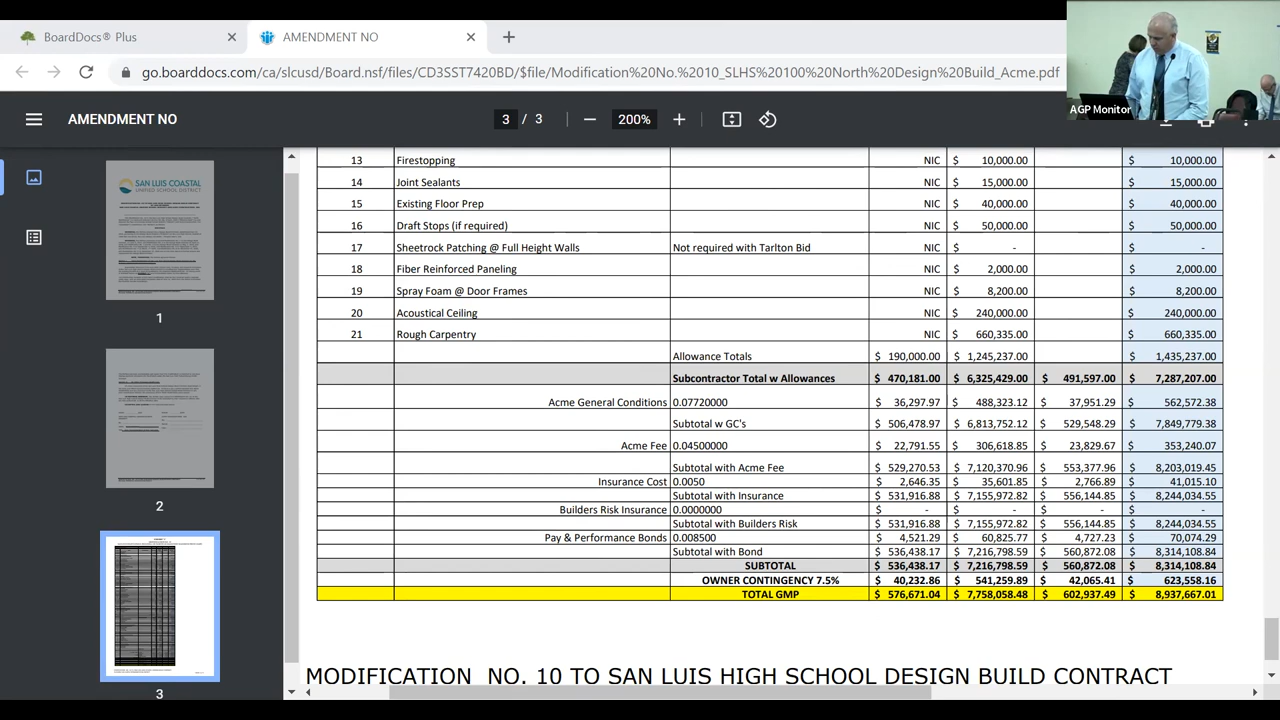 BoardDocs® Plus
AMENDMENT NO
go.boarddocs.com/ca/slcusd/Board.nsf/files/CD3SST7420BD/$file/Modification%20No.%2010_SLHS%20100%20North%20Design%20Build_Acme.pdf
AGP Monitor
AMENDMENT NO
3 / 3
200%
SAN LUIS COASTAL
UNIFIED SCHOOL DISTRICT
1
2
3
13 Firestopping NIC $ 10,000.00 $ 10,000.00
14 Joint Sealants NIC $ 15,000.00 $ 15,000.00
15 Existing Floor Prep NIC $ 40,000.00 $ 40,000.00
16 Draft Stops (if required) NIC $ 50,000.00 $ 50,000.00
17 Sheetrock Patching @ Full Height Walls Not required with Tarlton Bid NIC $ - $ -
18 Fiber Reinforced Paneling NIC $ 2,000.00 $ 2,000.00
19 Spray Foam @ Door Frames NIC $ 8,200.00 $ 8,200.00
20 Acoustical Ceiling NIC $ 240,000.00 $ 240,000.00
21 Rough Carpentry NIC $ 660,335.00 $ 660,335.00
Allowance Totals $ 190,000.00 $ 1,245,237.00 $ 1,435,237.00
Subcontractor Total w Allowances $ 470,181.00 $ 6,325,429.00 $ 491,597.00 $ 7,287,207.00
Acme General Conditions 0.07720000 $ 36,297.97 $ 488,323.12 $ 37,951.29 $ 562,572.38
Subtotal w GC's $ 506,478.97 $ 6,813,752.12 $ 529,548.29 $ 7,849,779.38
Acme Fee 0.04500000 $ 22,791.55 $ 306,618.85 $ 23,829.67 $ 353,240.07
Subtotal with Acme Fee $ 529,270.53 $ 7,120,370.96 $ 553,377.96 $ 8,203,019.45
Insurance Cost 0.0050 $ 2,646.35 $ 35,601.85 $ 2,766.89 $ 41,015.10
Subtotal with Insurance $ 531,916.88 $ 7,155,972.82 $ 556,144.85 $ 8,244,034.55
Builders Risk Insurance 0.0000000 $ - $ - $ - $ -
Subtotal with Builders Risk $ 531,916.88 $ 7,155,972.82 $ 556,144.85 $ 8,244,034.55
Pay & Performance Bonds 0.008500 $ 4,521.29 $ 60,825.77 $ 4,727.23 $ 70,074.29
Subtotal with Bond $ 536,438.17 $ 7,216,798.59 $ 560,872.08 $ 8,314,108.84
SUBTOTAL $ 536,438.17 $ 7,216,798.59 $ 560,872.08 $ 8,314,108.84
OWNER CONTINGENCY 7.5% $ 40,232.86 $ 541,259.89 $ 42,065.41 $ 623,558.16
TOTAL GMP $ 576,671.04 $ 7,758,058.48 $ 602,937.49 $ 8,937,667.01
MODIFICATION NO. 10 TO SAN LUIS HIGH SCHOOL DESIGN BUILD CONTRACT